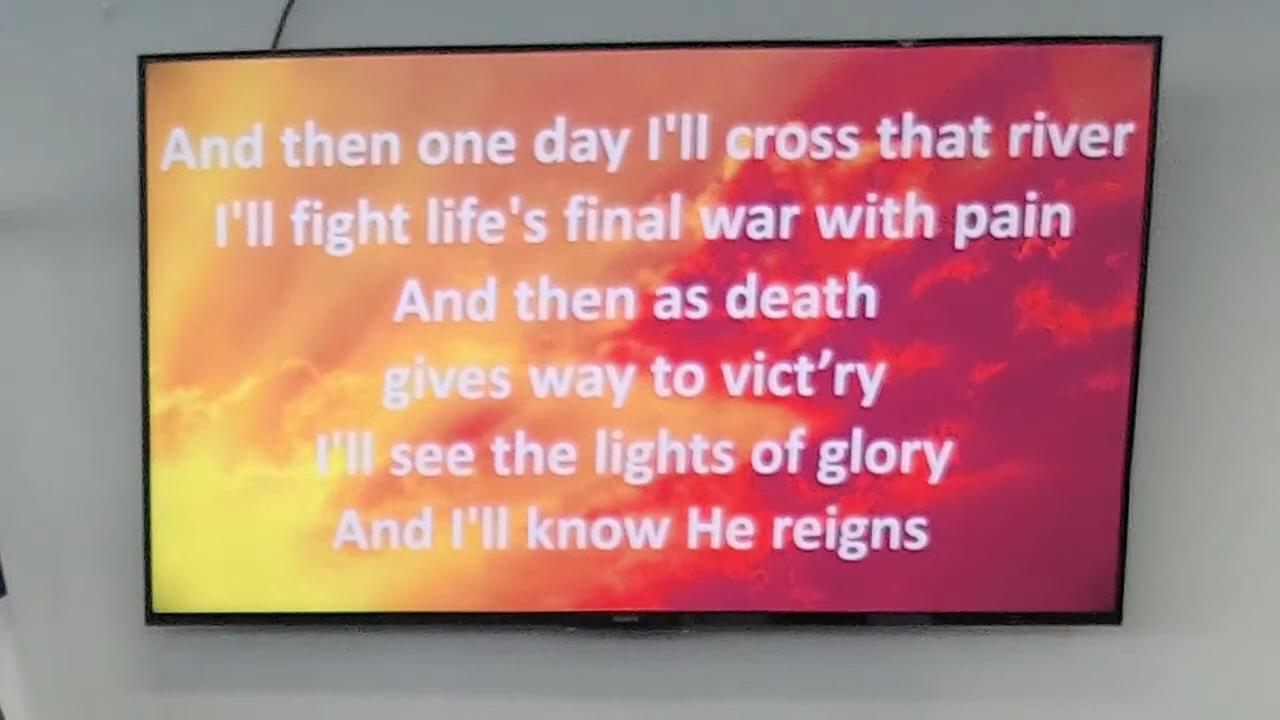 And then one day I'll cross that river
I'll fight life's final war with pain
And then as death
gives way to vict’ry
I'll see the lights of glory
And I'll know He reigns